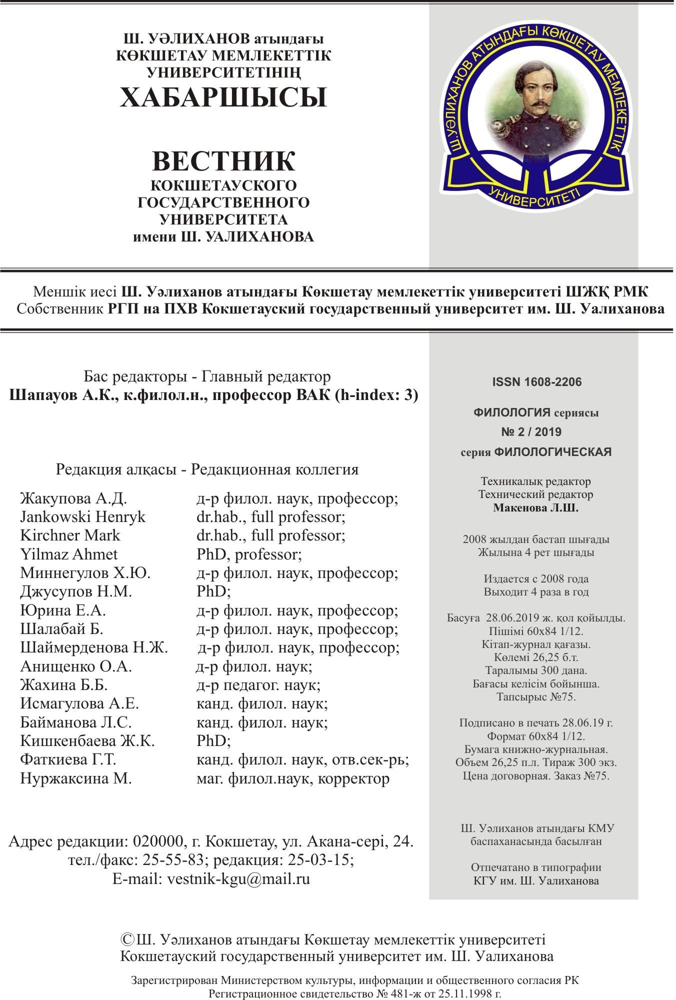 Ш. УӘЛИХАНОВ атындағы
КӨКШЕТАУ МЕМЛЕКЕТТІК
УНИВЕРСИТЕТІНІҢ
ХАБАРШЫСЫ
ВЕСТНИК
КОКШЕТАУСКОГО
ГОСУДАРСТВЕННОГО
УНИВЕРСИТЕТА
имени Ш. УАЛИХАНОВА
Ш.УӘЛИХАНОВ АТЫНДАҒЫ КӨКШЕТАУ МЕМЛЕКЕТТІК
УНИВЕРСИТЕТІ
Меншік иесі Ш. Уәлиханов атындағы Көкшетау мемлекеттік университеті ШЖҚ РМК
Собственник РГП на ПХВ Кокшетауский государственный университет им. Ш. Уалиханова
Бас редакторы - Главный редактор
Шапауов А.К., к.филол.н., профессор ВАК (h-index: 3)
Редакция алқасы - Редакционная коллегия
Жакупова А.Д. д-р филол. наук, профессор;
Jankowski Henryk dr.hab., full professor;
Kirchner Mark dr.hab., full professor;
Yilmaz Ahmet PhD, professor;
Миннегулов Х.Ю. д-р филол. наук, профессор;
Джусупов Н.М. PhD;
Юрина Е.А. д-р филол. наук, профессор;
Шалабай Б. д-р филол. наук, профессор;
Шаймерденова Н.Ж. д-р филол. наук, профессор;
Анищенко О.А. д-р филол. наук;
Жахина Б.Б. д-р педагог. наук;
Исмагулова А.Е. канд. филол. наук;
Байманова Л.С. канд. филол. наук;
Кишкенбаева Ж.К. PhD;
Фаткиева Г.Т. канд. филол. наук, отв.сек-рь;
Нуржаксина М. маг. филол.наук, корректор
Адрес редакции: 020000, г. Кокшетау, ул. Акана-сері, 24.
тел./факс: 25-55-83; редакция: 25-03-15;
E-mail: vestnik-kgu@mail.ru
ISSN 1608-2206
ФИЛОЛОГИЯ сериясы
№ 2 / 2019
серия ФИЛОЛОГИЧЕСКАЯ
Техникалық редактор
Технический редактор
Макенова Л.Ш.
2008 жылдан бастап шығады
Жылына 4 рет шығады
Издается с 2008 года
Выходит 4 раза в год
Басуға 28.06.2019 ж. қол қойылды.
Пішімі 60х84 1/12.
Кітап-журнал қағазы.
Көлемі 26,25 б.т.
Таралымы 300 дана.
Бағасы келісім бойынша.
Тапсырыс №75.
Подписано в печать 28.06.19 г.
Формат 60х84 1/12.
Бумага книжно-журнальная.
Объем 26,25 п.л. Тираж 300 экз.
Цена договорная. Заказ №75.
Ш. Уәлиханов атындағы КМУ
баспаханасында басылған
Отпечатано в типографии
КГУ им. Ш. Уалиханова
©Ш. Уәлиханов атындағы Көкшетау мемлекеттік университеті
Кокшетауский государственный университет им. Ш. Уалиханова
Зарегистрирован Министерством культуры, информации и общественного согласия РК
Регистрационное свидетельство № 481-ж от 25.11.1998 г.